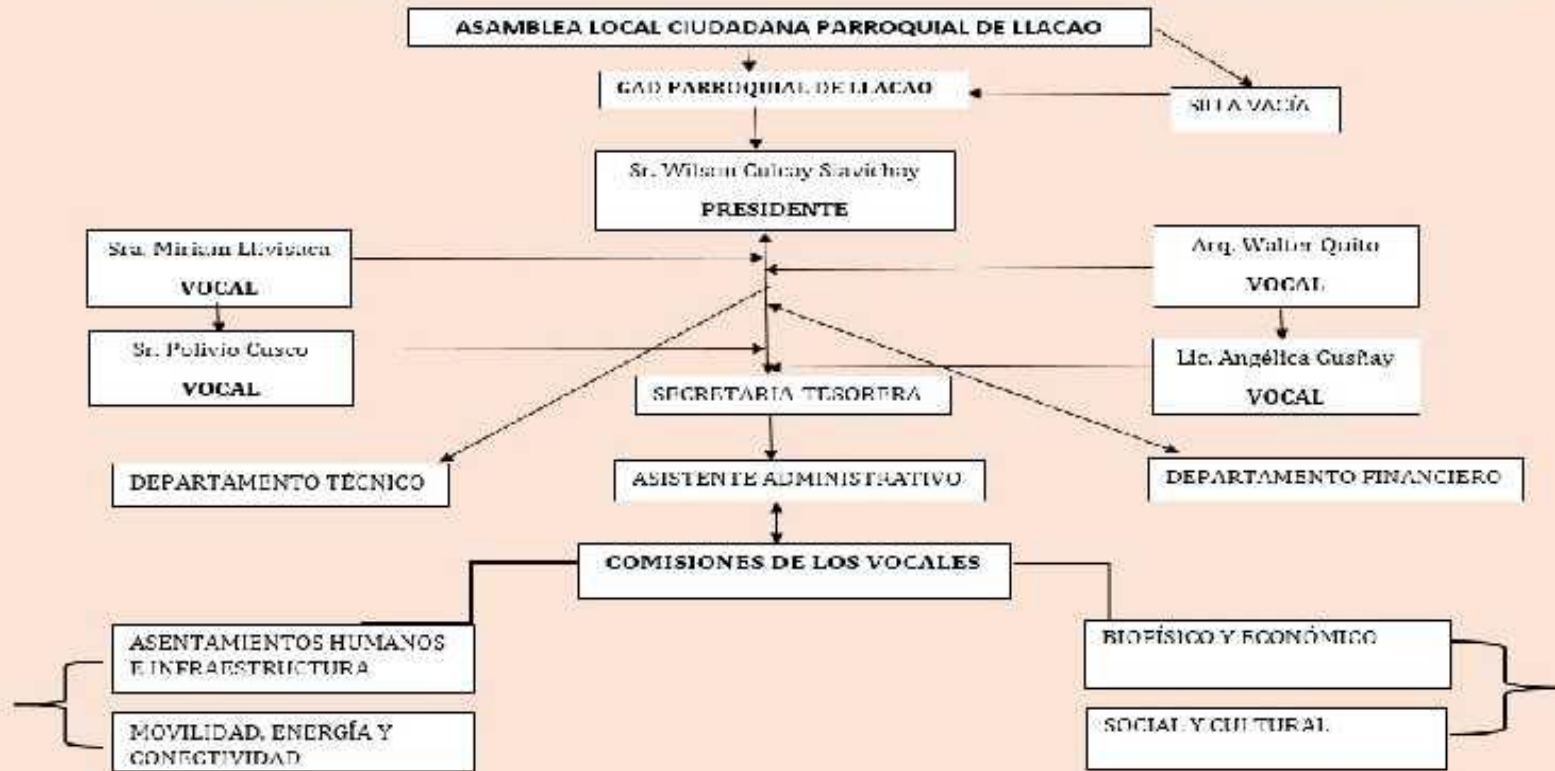 ASAMBLEA LOCAL CIUDADANA PARROQUIAL DE LLACAO
GAD PARROQUIAL DE LLACAO
SILLA VACÍA
Sr. Wilson
PRESIDENTE
Sra. Miriam Llivisaca
VOCAL
Arq. Walter Quito
VOCAL
Sr. Polivio Cusco
VOCAL
Lic. Angélica
VOCAL
SECRETARIA TESORERA
DEPARTAMENTO TÉCNICO
ASISTENTE ADMINISTRATIVO
DEPARTAMENTO FINANCIERO
COMISIONES DE LOS VOCALES
ASENTAMIENTOS HUMANOS
E INFRAESTRUCTURA
BIOFÍSICO Y ECONÓMICO
MOVILIDAD, ENERGÍA Y
CONECTIVIDAD
SOCIAL Y CULTURAL